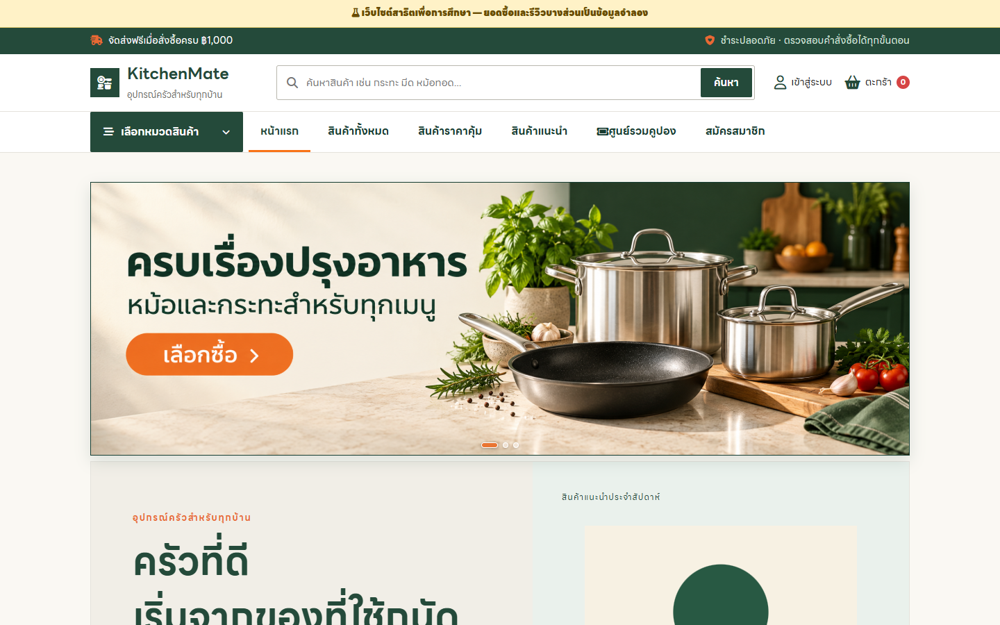 เว็บไซต์สาธิตเพื่อการศึกษา — ยอดซื้อและรีวิวบางส่วนเป็นข้อมูลจำลอง
จัดส่งฟรีเมื่อสั่งซื้อครบ ฿1,000
ชำระปลอดภัย · ตรวจสอบคำสั่งซื้อได้ทุกขั้นตอน
KitchenMate
อุปกรณ์ครัวสำหรับทุกบ้าน
ค้นหาสินค้า เช่น กระทะ มีด หม้อทอด...
ค้นหา
เข้าสู่ระบบ
ตะกร้า 0
เลือกหมวดสินค้า
หน้าแรก
สินค้าทั้งหมด
สินค้าราคาคุ้ม
สินค้าแนะนำ
ศูนย์รวมคูปอง
สมัครสมาชิก
ครบเรื่องปรุงอาหาร
หม้อและกระทะสำหรับทุกเมนู
เลือกซื้อ
สินค้าแนะนำประจำสัปดาห์
อุปกรณ์ครัวสำหรับทุกบ้าน
ครัวที่ดี
เริ่มจากของที่ใช้ถนัด